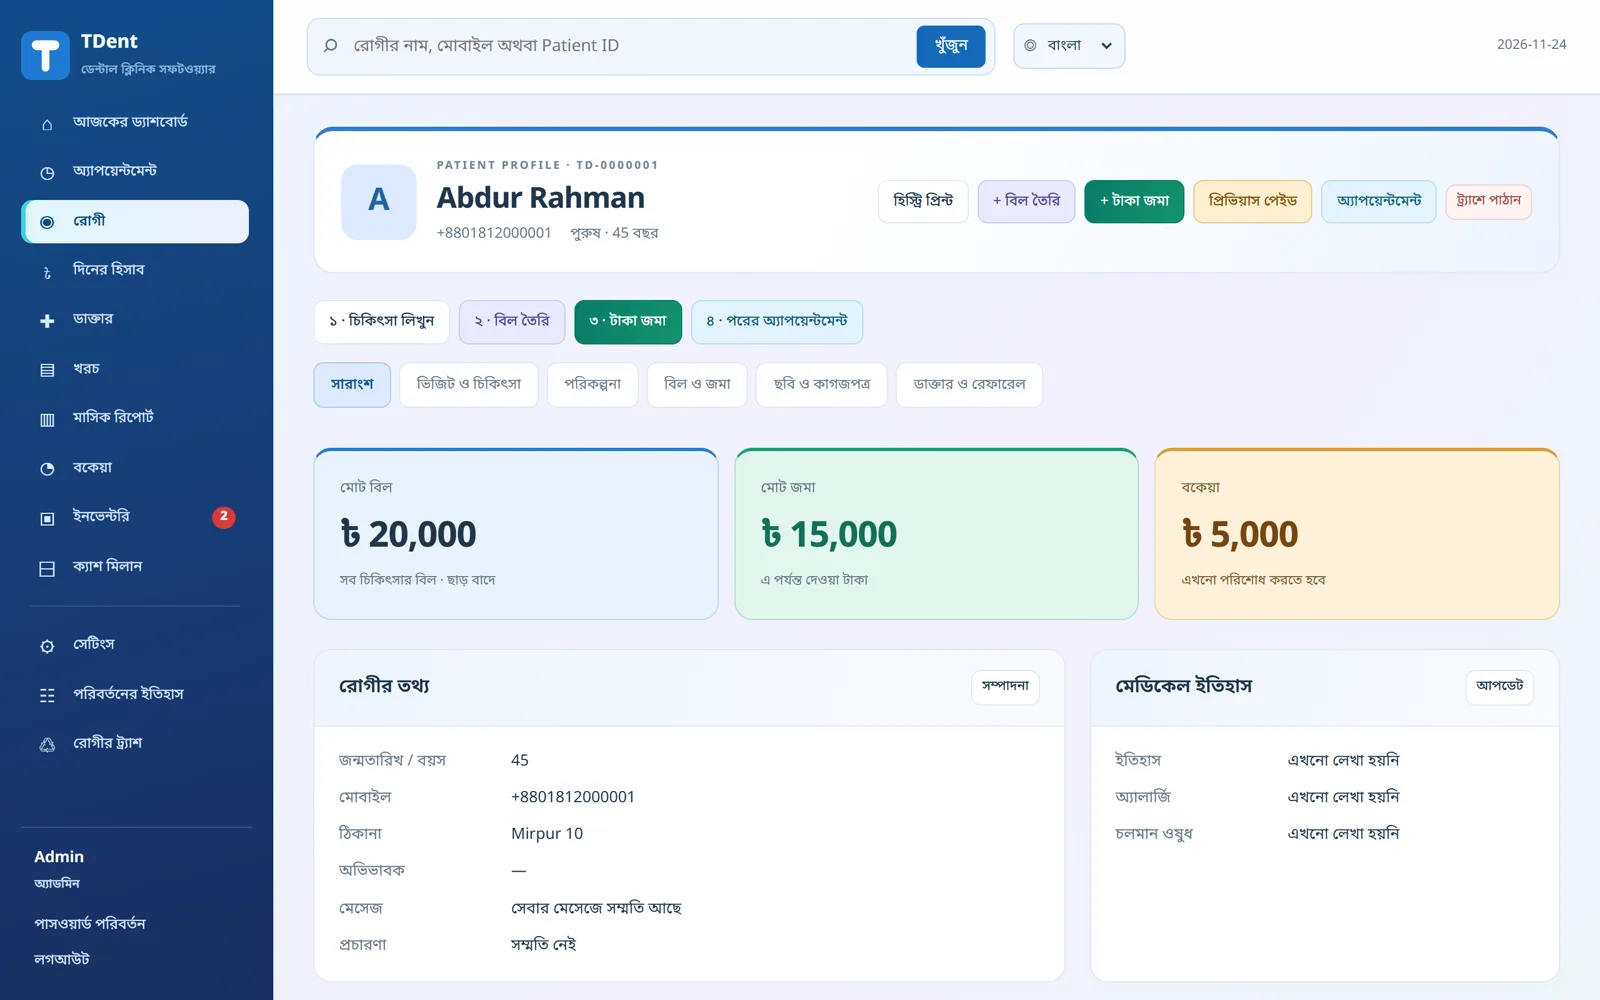 TDent
ডেন্টাল ক্লিনিক সফটওয়্যার
আজকের ড্যাশবোর্ড
অ্যাপয়েন্টমেন্ট
রোগী
দিনের হিসাব
ডাক্তার
খরচ
মাসিক রিপোর্ট
বকেয়া
ইনভেন্টরি 2
ক্যাশ মিলান
সেটিংস
পরিবর্তনের ইতিহাস
রোগীর ট্র্যাশ
Admin
অ্যাডমিন
পাসওয়ার্ড পরিবর্তন
লগআউট
রোগীর নাম, মোবাইল অথবা Patient ID
খুঁজুন
বাংলা
2026-11-24
A
PATIENT PROFILE · TD-0000001
Abdur Rahman
+8801812000001 পুরুষ · 45 বছর
হিস্ট্রি প্রিন্ট
+ বিল তৈরি
+ টাকা জমা
প্রিভিয়াস পেইড
অ্যাপয়েন্টমেন্ট
ট্র্যাশে পাঠান
১ · চিকিৎসা লিখুন
২ · বিল তৈরি
৩ · টাকা জমা
৪ · পরের অ্যাপয়েন্টমেন্ট
সারাংশ
ভিজিট ও চিকিৎসা
পরিকল্পনা
বিল ও জমা
ছবি ও কাগজপত্র
ডাক্তার ও রেফারেল
মোট বিল
৳ 20,000
সব চিকিৎসার বিল · ছাড় বাদে
মোট জমা
৳ 15,000
এ পর্যন্ত দেওয়া টাকা
বকেয়া
৳ 5,000
এখনো পরিশোধ করতে হবে
রোগীর তথ্য
সম্পাদনা
জন্মতারিখ / বয়স 45
মোবাইল +8801812000001
ঠিকানা Mirpur 10
অভিভাবক —
মেসেজ সেবার মেসেজে সম্মতি আছে
প্রচারণা সম্মতি নেই
মেডিকেল ইতিহাস
আপডেট
ইতিহাস এখনো লেখা হয়নি
অ্যালার্জি এখনো লেখা হয়নি
চলমান ওষুধ এখনো লেখা হয়নি